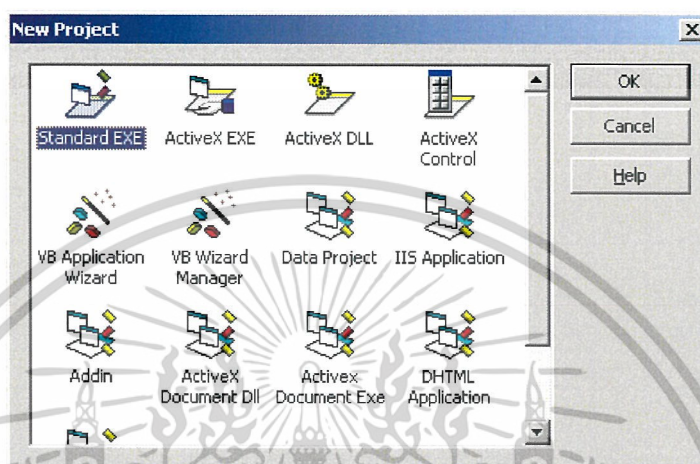 New Project
Standard EXE
ActiveX EXE
ActiveX DLL
ActiveX
Control
VB Application
Wizard
VB Wizard
Manager
Data Project
IIS Application
Addin
ActiveX
Document Dll
Activex
Document Exe
DHTML
Application
OK
Cancel
Help